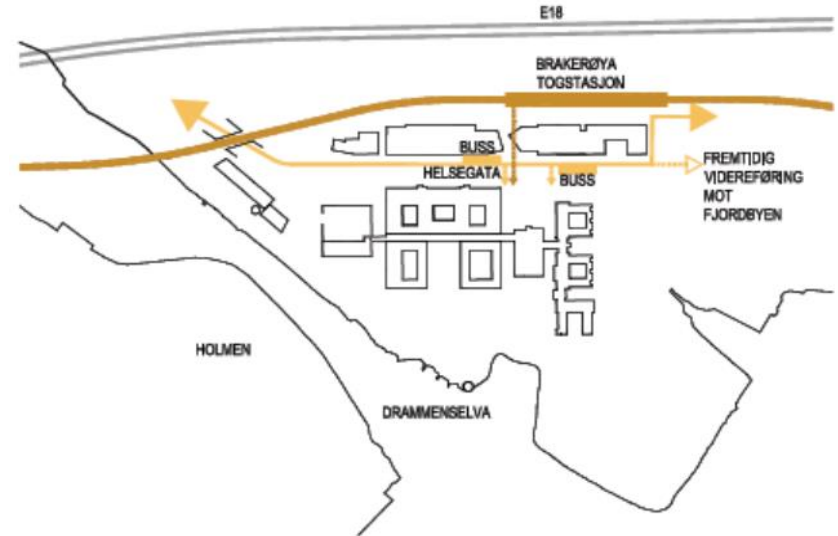 E18
BRAKERØYA
TOGSTASJON
BUSS
HELSEGATA
BUSS
FREMTIDIG
VIDEREFØRING
MOT
FJORDBYEN
HOLMEN
DRAMMENSELVA